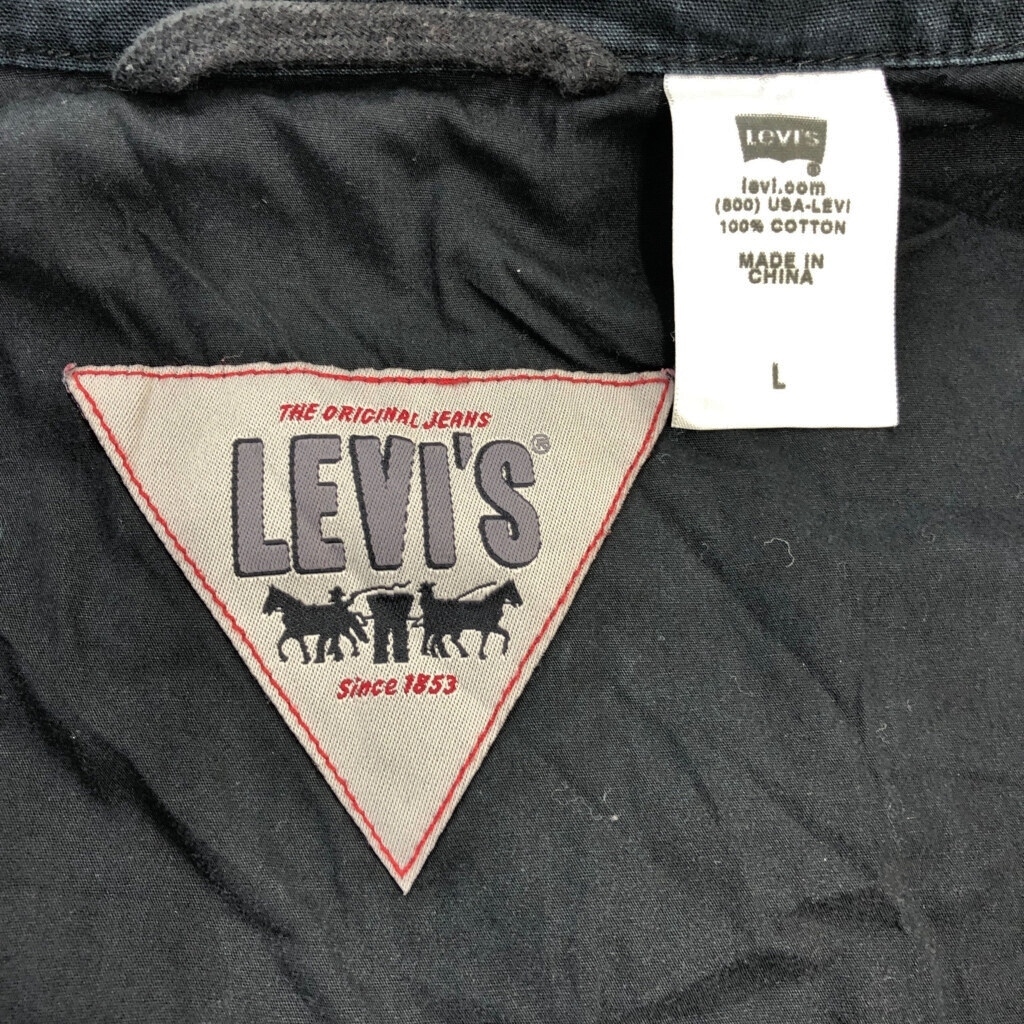 LEVI'S
®
levi.com
(800) USA-LEVI
100% COTTON
MADE IN
CHINA
L
THE ORIGINAL JEANS
LEVI'S®
Since 1853